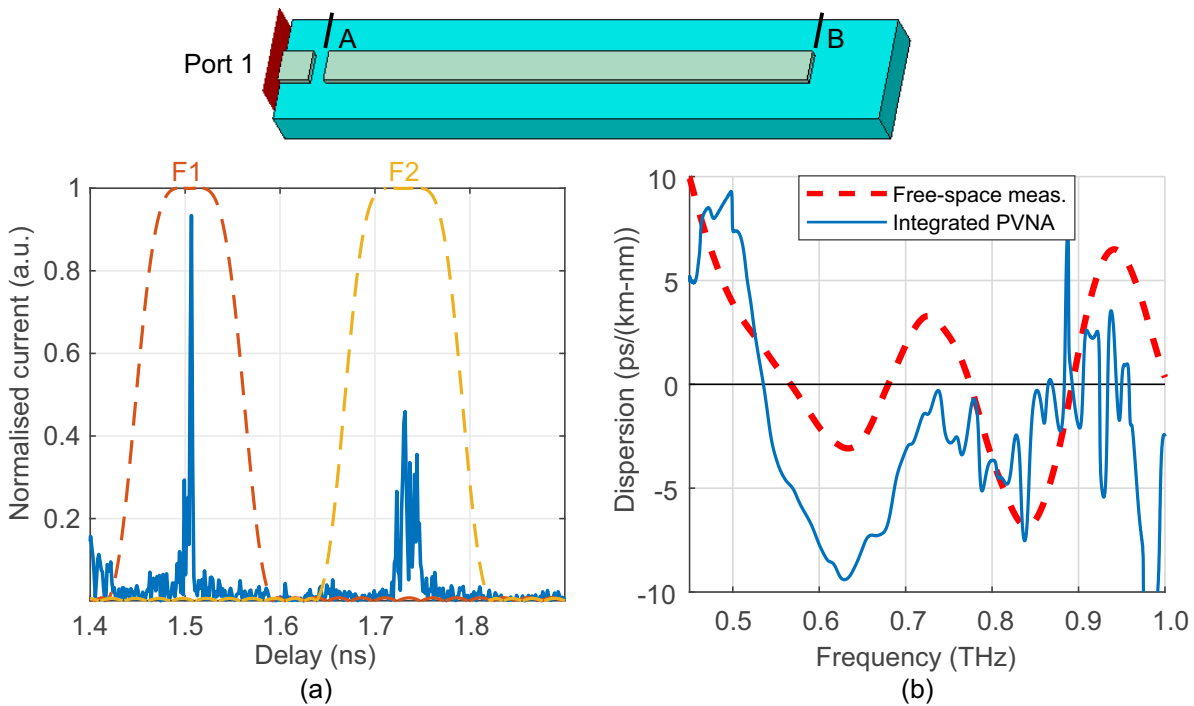 A
B
Port 1
F1
F2
1
0.8
0.6
0.4
0.2
1.4
1.5
1.6
1.7
1.8
Normalised current (a.u.)
Delay (ns)
(a)
10
5
0
-5
-10
0.5
0.6
0.7
0.8
0.9
1.0
Dispersion (ps/(km-nm))
Free-space meas.
Integrated PVNA
Frequency (THz)
(b)